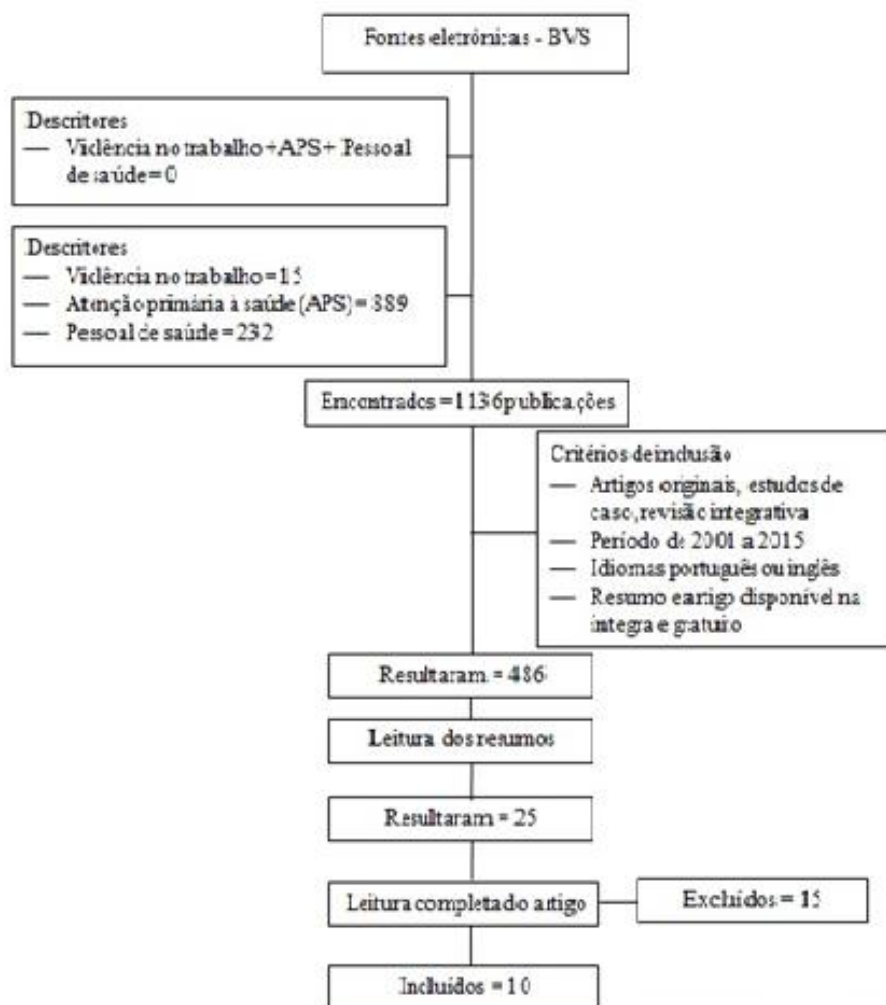 Fontes eletrônicas - BVS
Descritores
— Violência no trabalho+APS+ Pessoal
de saúde= 0
Descritores
— Violência no trabalho=15
— Atenção primária à saúde (APS) = 889
— Pessoal de saúde=232
Encontrados = 1136 publicações
Critérios de inclusão
— Artigos originais, estudos de
caso, revisão integrativa
— Período de 2001 a 2015
— Idiomas português ou inglês
— Resumo e artigo disponível na
íntegra e gratuito
Resultaram = 486
Leitura dos resumos
Resultaram = 25
Leitura completa do artigo
Excluídos = 15
Incluídos = 10